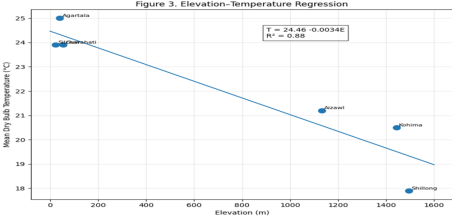 Figure 3. Elevation–Temperature Regression
T = 24.46 -0.0034E
R² = 0.88
Agartala
Aizawl
Kohima
Shillong
Mean Dry Bulb Temperature (°C)
25
24
23
22
21
20
19
18
0
200
400
600
800
1000
1200
1400
1600
Elevation (m)